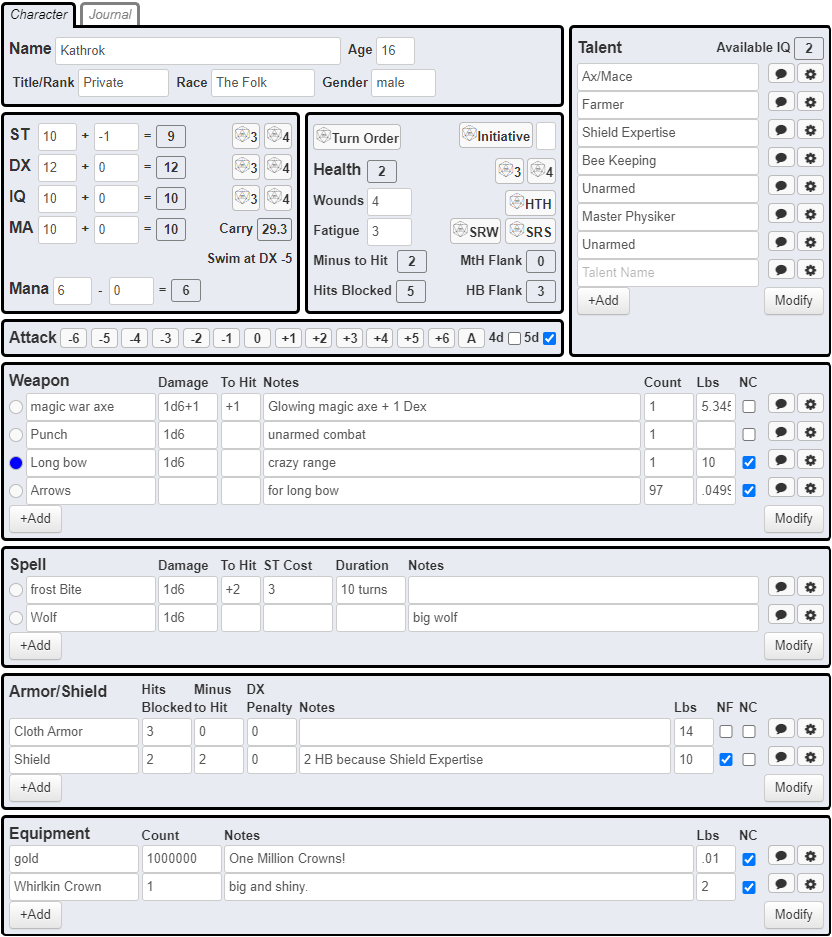 Character Journal
Name Kathrok Age 16
Title/Rank Private Race The Folk Gender male
ST 10 + -1 = 9 3 4
DX 12 + 0 = 12 3 4
IQ 10 + 0 = 10 3 4
MA 10 + 0 = 10 Carry 29.3
Swim at DX -5
Mana 6 - 0 = 6
Turn Order Initiative
Health 2 3 4
Wounds 4 HTH
Fatigue 3 SRW SRS
Minus to Hit 2 MtH Flank 0
Hits Blocked 5 HB Flank 3
Attack -6 -5 -4 -3 -2 -1 0 +1 +2 +3 +4 +5 +6 A 4d 5d
Talent Available IQ 2
Ax/Mace
Farmer
Shield Expertise
Bee Keeping
Unarmed
Master Physiker
Unarmed
Talent Name
+Add Modify
Weapon Damage To Hit Notes Count Lbs NC
magic war axe 1d6+1 +1 Glowing magic axe + 1 Dex 1 5.345
Punch 1d6 unarmed combat 1
Long bow 1d6 crazy range 1 10
Arrows for long bow 97 .0499
+Add Modify
Spell Damage To Hit ST Cost Duration Notes
frost Bite 1d6 +2 3 10 turns
Wolf 1d6 big wolf
+Add Modify
Armor/Shield Hits Blocked Minus to Hit DX Penalty Notes Lbs NF NC
Cloth Armor 3 0 0 14
Shield 2 2 0 2 HB because Shield Expertise 10
+Add Modify
Equipment Count Notes Lbs NC
gold 1000000 One Million Crowns! .01
Whirlkin Crown 1 big and shiny. 2
+Add Modify